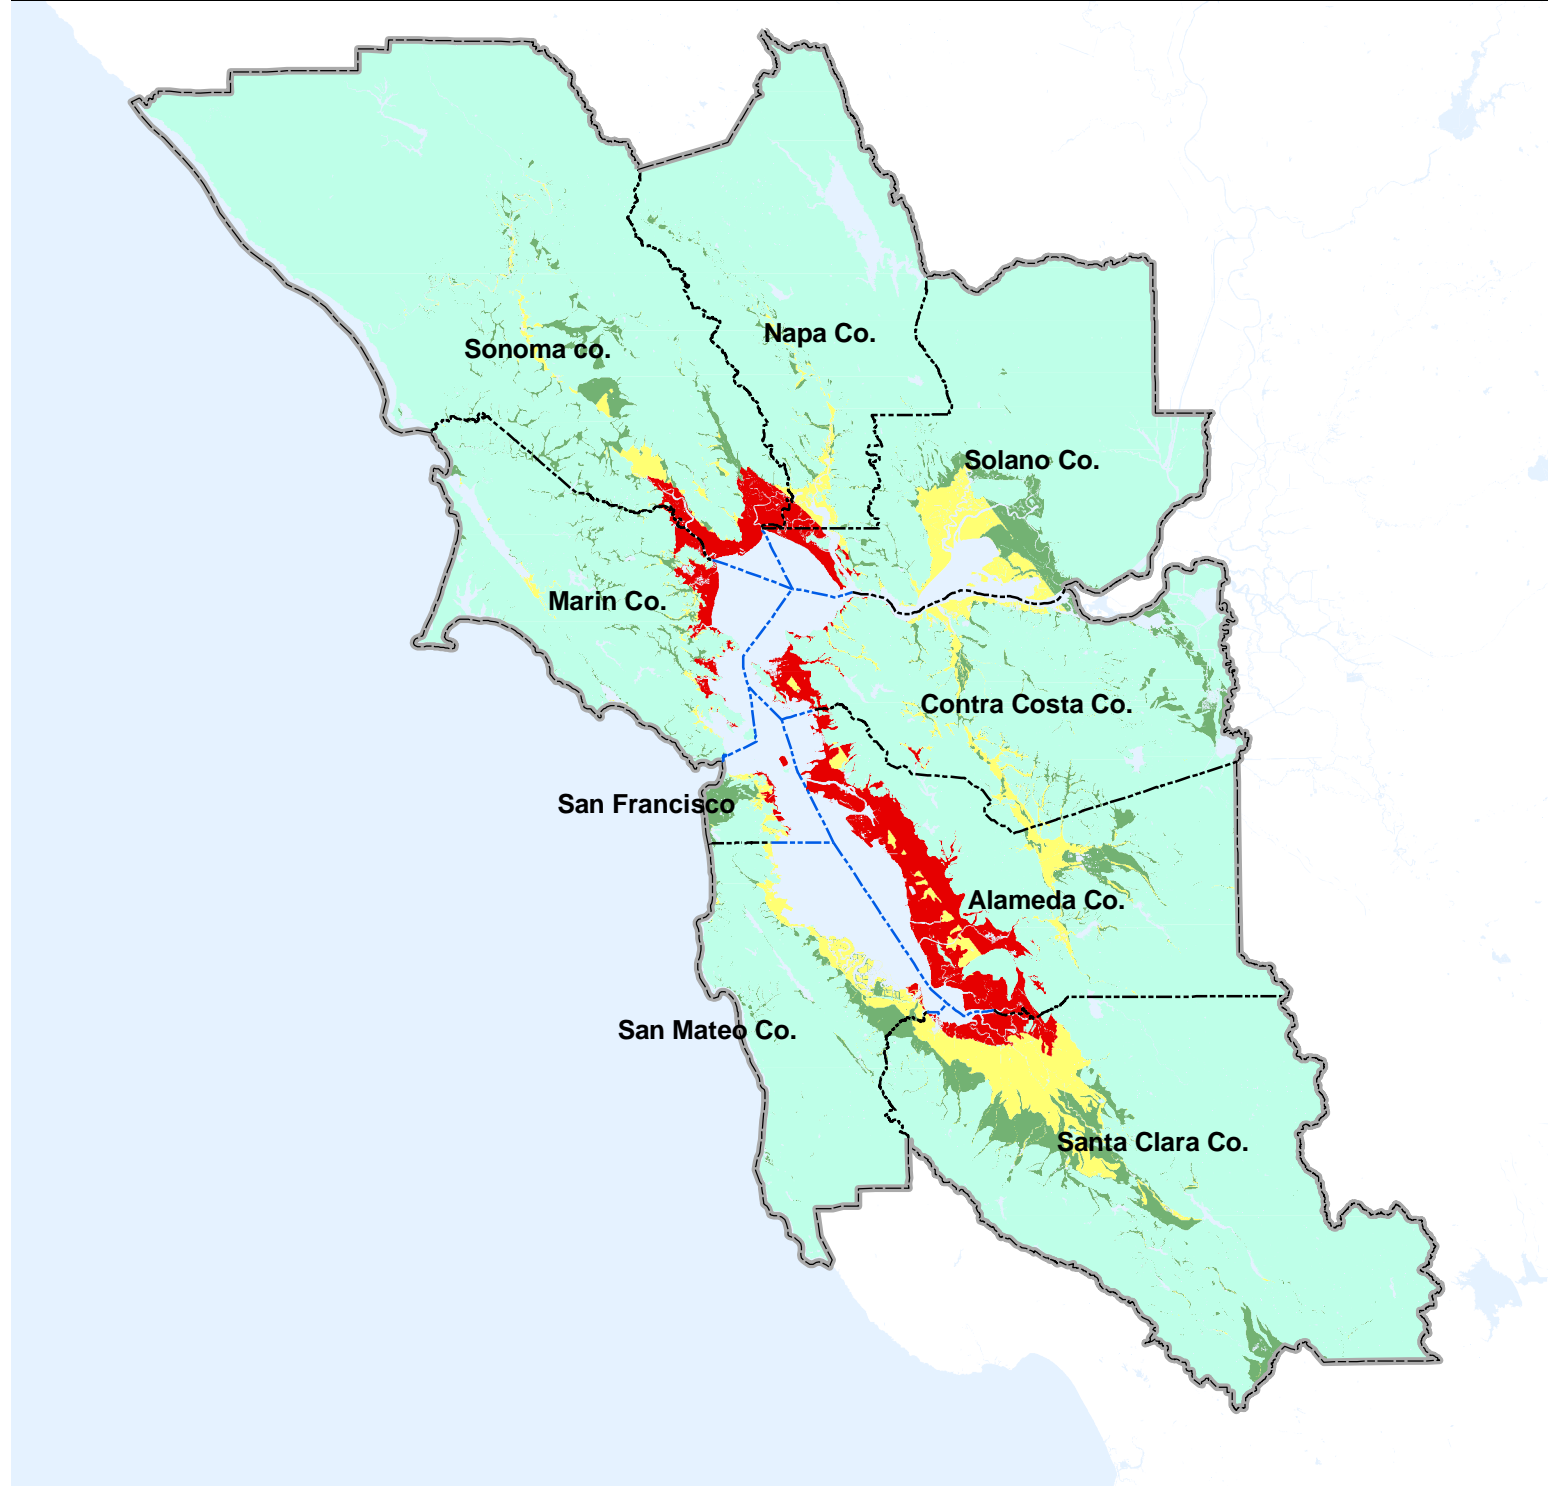 Napa Co.
Sonoma co.
Solano Co.
Marin Co.
Contra Costa Co.
San Francisco
Alameda Co.
San Mateo Co.
Santa Clara Co.